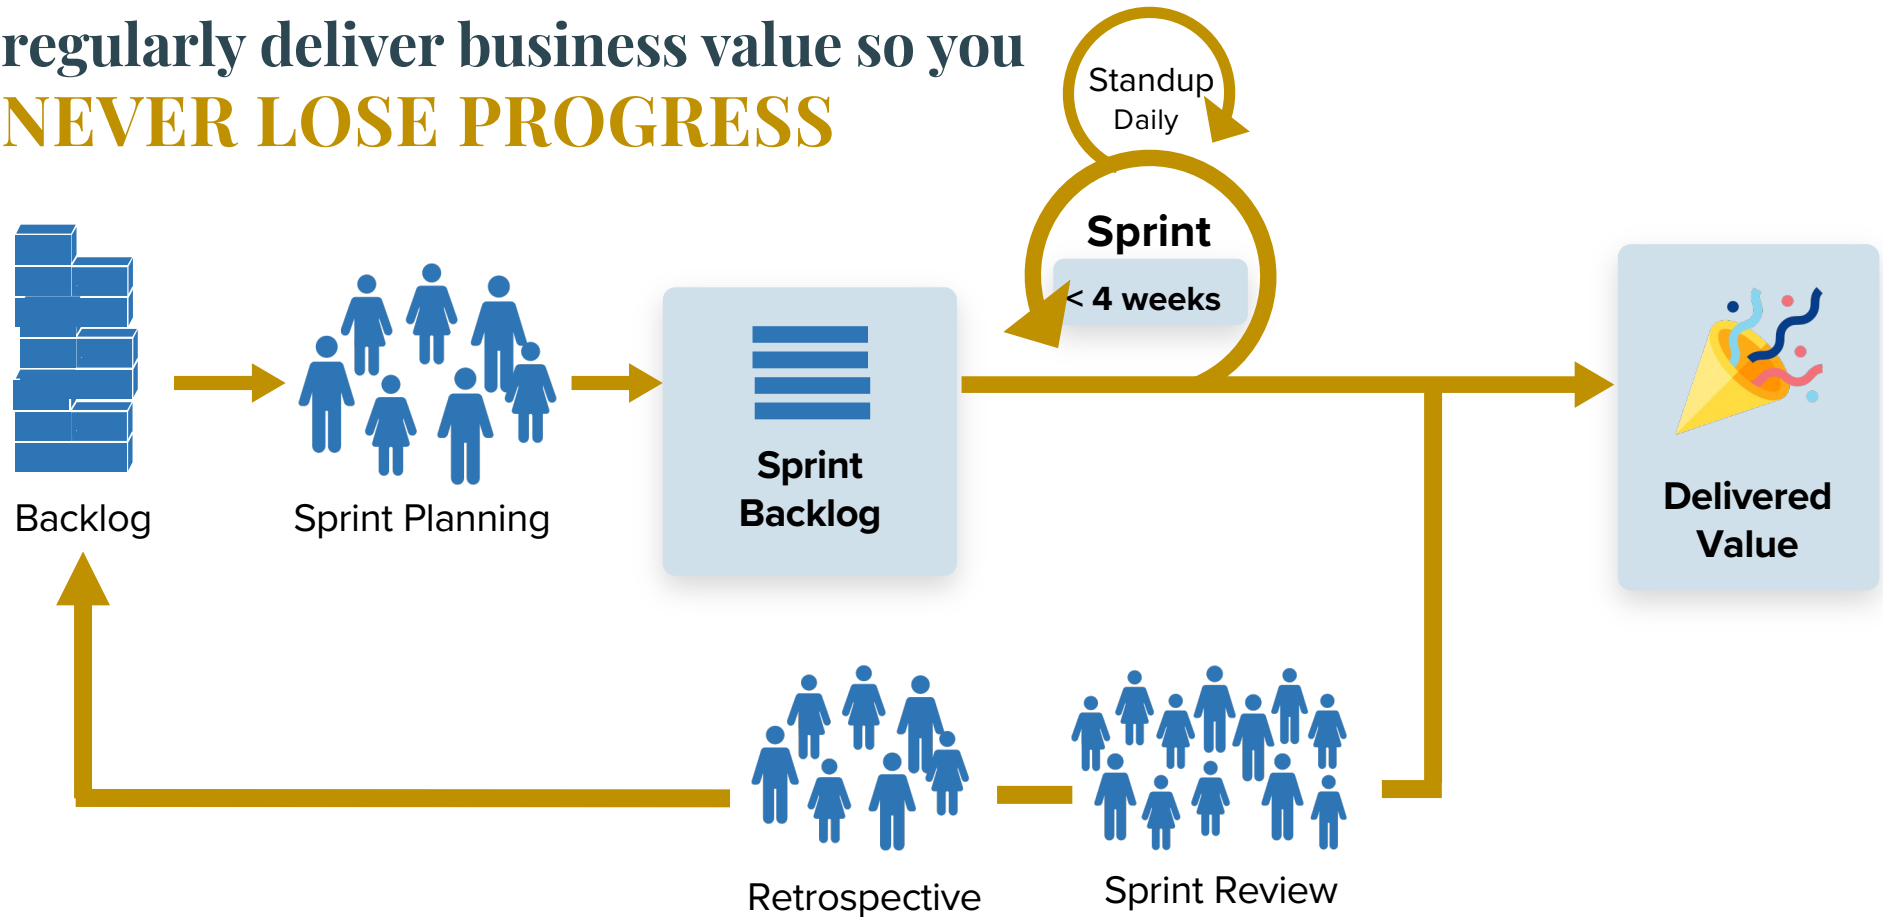 regularly deliver business value so you
NEVER LOSE PROGRESS
Standup
Daily
Sprint
< 4 weeks
Backlog
Sprint Planning
Sprint
Backlog
Delivered
Value
Retrospective
Sprint Review